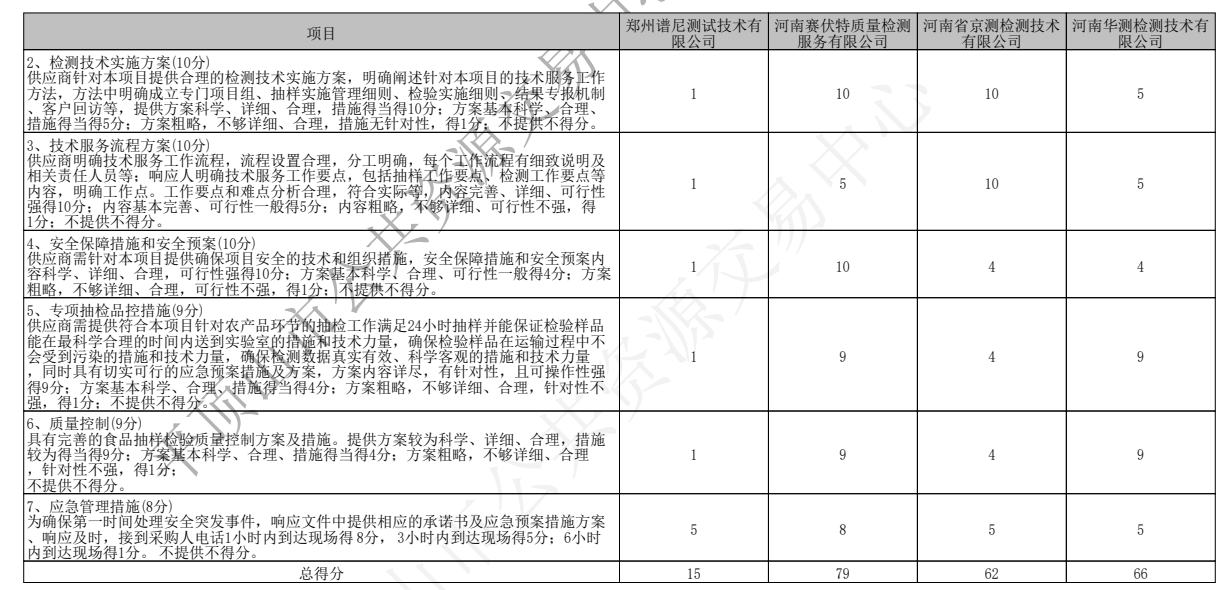 项目
郑州谱尼测试技术有限公司
河南赛伏特质量检测服务有限公司
河南省京测检测技术有限公司
河南华测检测技术有限公司
2、检测技术实施方案(10分)
供应商针对本项目提供合理的检测技术实施方案，明确阐述针对本项目的技术服务工作
方法，方法中明确成立专门项目组、抽样实施管理细则、检验实施细则、结果专报机制
、客户回访等，提供方案科学、详细、合理，措施得当得10分；方案基本科学、合理、
措施得当得5分；方案粗略，不够详细、合理，措施无针对性，得1分；不提供不得分。
1
10
10
5
3、技术服务流程方案(10分)
供应商明确技术服务工作流程，流程设置合理，分工明确，每个工作流程有细致说明及
相关责任人员等；响应人明确技术服务工作要点，包括抽样工作要点、检测工作要点等
内容，明确工作点。工作要点和难点分析合理，符合实际等，内容完善、详细、可行性
强得10分；内容基本完善、可行性一般得5分；内容粗略，不够详细、可行性不强，得
1分；不提供不得分。
1
5
10
5
4、安全保障措施和安全预案(10分)
供应商需针对本项目提供确保项目安全的技术和组织措施，安全保障措施和安全预案内
容科学、详细、合理，可行性强得10分；方案基本科学、合理、可行性一般得4分；方案
粗略，不够详细、合理，可行性不强，得1分；不提供不得分。
1
10
4
4
5、专项抽检品控措施(9分)
供应商需提供符合本项目针对农产品环节的抽检工作满足24小时抽样并能保证检验样品
能在最科学合理的时间内送到实验室的措施和技术力量，确保检验样品在运输过程中不
会受到污染的措施和技术力量，确保检测数据真实有效、科学客观的措施和技术力量
，同时具有切实可行的应急预案措施及方案，方案内容详尽，有针对性，且可操作性强
得9分；方案基本科学、合理、措施得当得4分；方案粗略，不够详细、合理，针对性不
强，得1分；不提供不得分。
1
9
4
9
6、质量控制(9分)
具有完善的食品抽样检验质量控制方案及措施。提供方案较为科学、详细、合理，措施
较为得当得9分；方案基本科学、合理、措施得当得4分；方案粗略，不够详细、合理
，针对性不强，得1分；
不提供不得分。
1
9
4
9
7、应急管理措施(8分)
为确保第一时间处理安全突发事件，响应文件中提供相应的承诺书及应急预案措施方案
、响应及时，接到采购人电话1小时内到达现场得8分， 3小时内到达现场得5分；6小时
内到达现场得1分。 不提供不得分。
5
8
5
5
总得分
15
79
62
66
平顶山市公共资源交易中心
山市公共资源交易中心